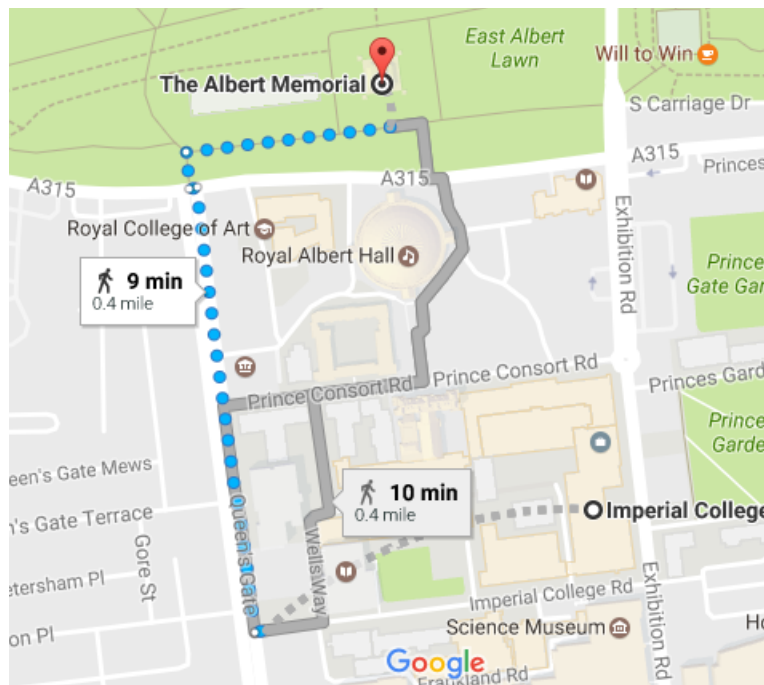 East Albert
Lawn
Will to Win
The Albert Memorial
S Carriage Dr
A315
Princes
A315
A315
Royal College of Art
Royal Albert Hall
Exhibition Rd
9 min
0.4 mile
Prince
Gate Gar
Prince Consort Rd
Prince Consort Rd
Princes Gard
Prince
Garde
een's Gate Mews
10 min
0.4 mile
n's Gate Terrace
Queen's Gate
Imperial College
Gore St
Wells Way
etersham Pl
Imperial College Rd
Exhibition Rd
on Pl
Science Museum
Ho
Google
Frankland Rd